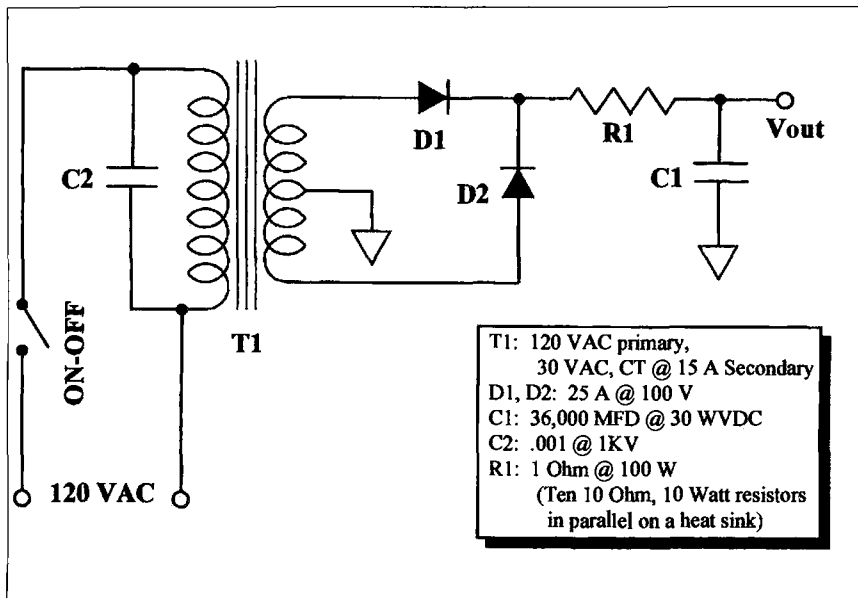 C2
ON-OFF
120 VAC
T1
D1
D2
R1
Vout
C1
T1: 120 VAC primary,
30 VAC, CT @ 15 A Secondary
D1, D2: 25 A @ 100 V
C1: 36,000 MFD @ 30 WVDC
C2: .001 @ 1KV
R1: 1 Ohm @ 100 W
(Ten 10 Ohm, 10 Watt resistors
in parallel on a heat sink)